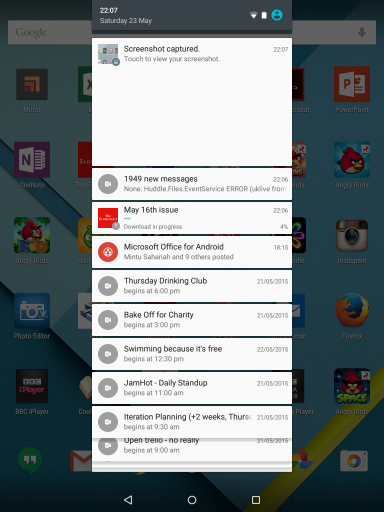 22:07
Saturday 23 May
Google
Screenshot captured.
22:07
Touch to view your screenshot.
Mirror
PowerPoint
1949 new messages
22:06
None: Huddle.Files.EventService ERROR (uklive from
OneNote
Angry Birds
May 16th issue
22:06
Download in progress
4%
Microsoft Office for Android
18:15
Mintu Sahariah and 9 others posted
Angry Birds
Instagram
Thursday Drinking Club
21/05/2015
begins at 6:00 pm
Bake Off for Charity
21/05/2015
begins at 3:00 pm
Photo Editor
Firefox
Swimming because it's free
22/05/2015
begins at 12:30 pm
JamHot - Daily Standup
21/05/2015
begins at 11:00 am
BBC iPlayer
Angry Birds
SPACE
Iteration Planning (+2 weeks, Thurs
21/05/2015
begins at 9:30 am
Open trello - no really
21/05/2015
begins at 9:00 am